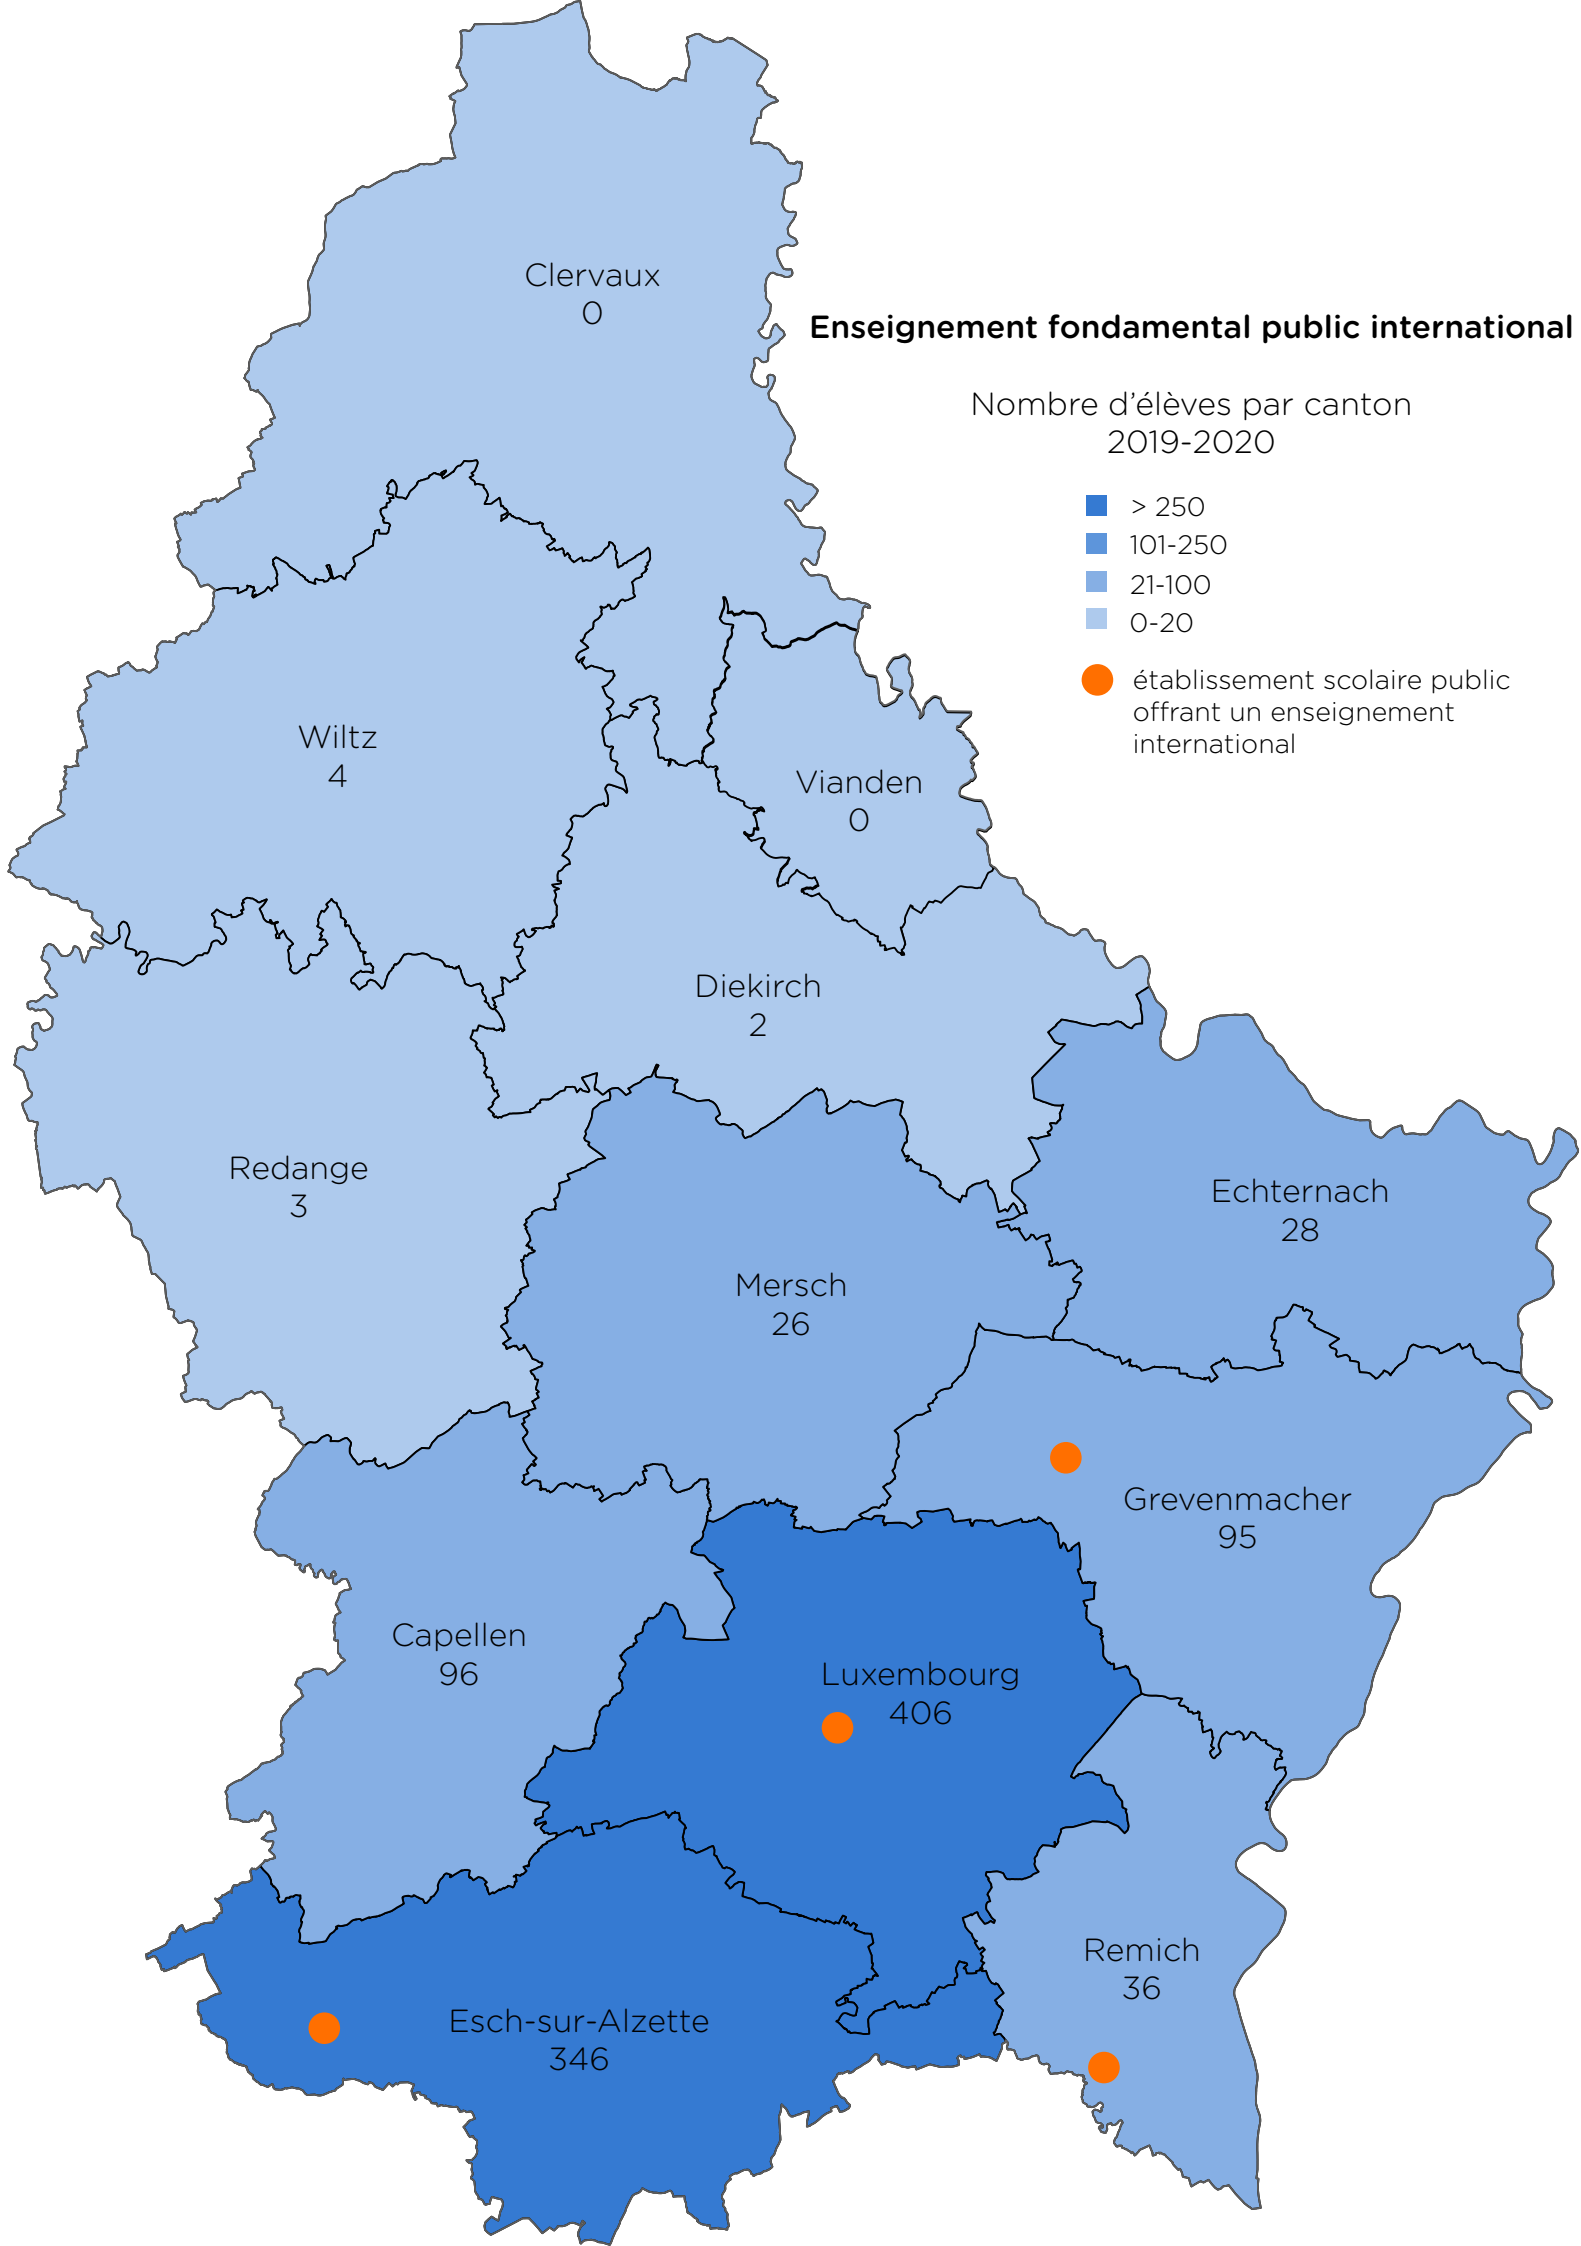 Clervaux
0
Enseignement fondamental public international
Nombre d'élèves par canton
2019-2020
> 250
101-250
21-100
0-20
établissement scolaire public
offrant un enseignement
international
Wiltz
4
Vianden
0
Diekirch
2
Redange
3
Echternach
28
Mersch
26
Grevenmacher
95
Capellen
96
Luxembourg
406
Remich
36
Esch-sur-Alzette
346